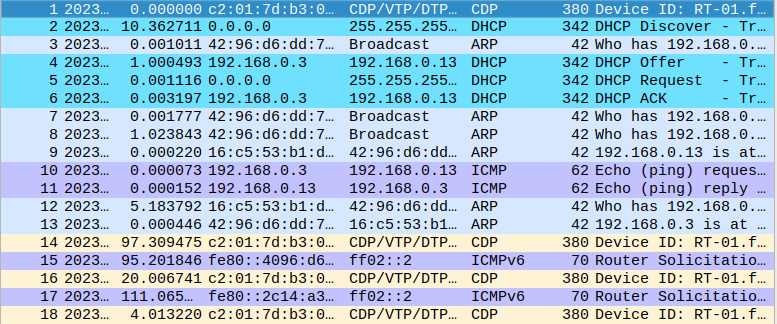 1 2023… 0.000000 c2:01:7d:b3:0… CDP/VTP/DTP… CDP 380 Device ID: RT-01.f…
2 2023… 10.362711 0.0.0.0 255.255.255… DHCP 342 DHCP Discover - Tr…
3 2023… 0.001011 42:96:d6:dd:7… Broadcast ARP 42 Who has 192.168.0.…
4 2023… 1.000493 192.168.0.3 192.168.0.13 DHCP 342 DHCP Offer - Tr…
5 2023… 0.001116 0.0.0.0 255.255.255… DHCP 342 DHCP Request - Tr…
6 2023… 0.003197 192.168.0.3 192.168.0.13 DHCP 342 DHCP ACK - Tr…
7 2023… 0.001777 42:96:d6:dd:7… Broadcast ARP 42 Who has 192.168.0.…
8 2023… 1.023843 42:96:d6:dd:7… Broadcast ARP 42 Who has 192.168.0.…
9 2023… 0.000220 16:c5:53:b1:d… 42:96:d6:dd… ARP 42 192.168.0.13 is at…
10 2023… 0.000073 192.168.0.3 192.168.0.13 ICMP 62 Echo (ping) reques…
11 2023… 0.000152 192.168.0.13 192.168.0.3 ICMP 62 Echo (ping) reply …
12 2023… 5.183792 16:c5:53:b1:d… 42:96:d6:dd… ARP 42 Who has 192.168.0.…
13 2023… 0.000446 42:96:d6:dd:7… 16:c5:53:b1… ARP 42 192.168.0.3 is at …
14 2023… 97.309475 c2:01:7d:b3:0… CDP/VTP/DTP… CDP 380 Device ID: RT-01.f…
15 2023… 95.201846 fe80::4096:d6… ff02::2 ICMPv6 70 Router Solicitatio…
16 2023… 20.006741 c2:01:7d:b3:0… CDP/VTP/DTP… CDP 380 Device ID: RT-01.f…
17 2023… 111.065… fe80::2c14:a3… ff02::2 ICMPv6 70 Router Solicitatio…
18 2023… 4.013220 c2:01:7d:b3:0… CDP/VTP/DTP… CDP 380 Device ID: RT-01.f…